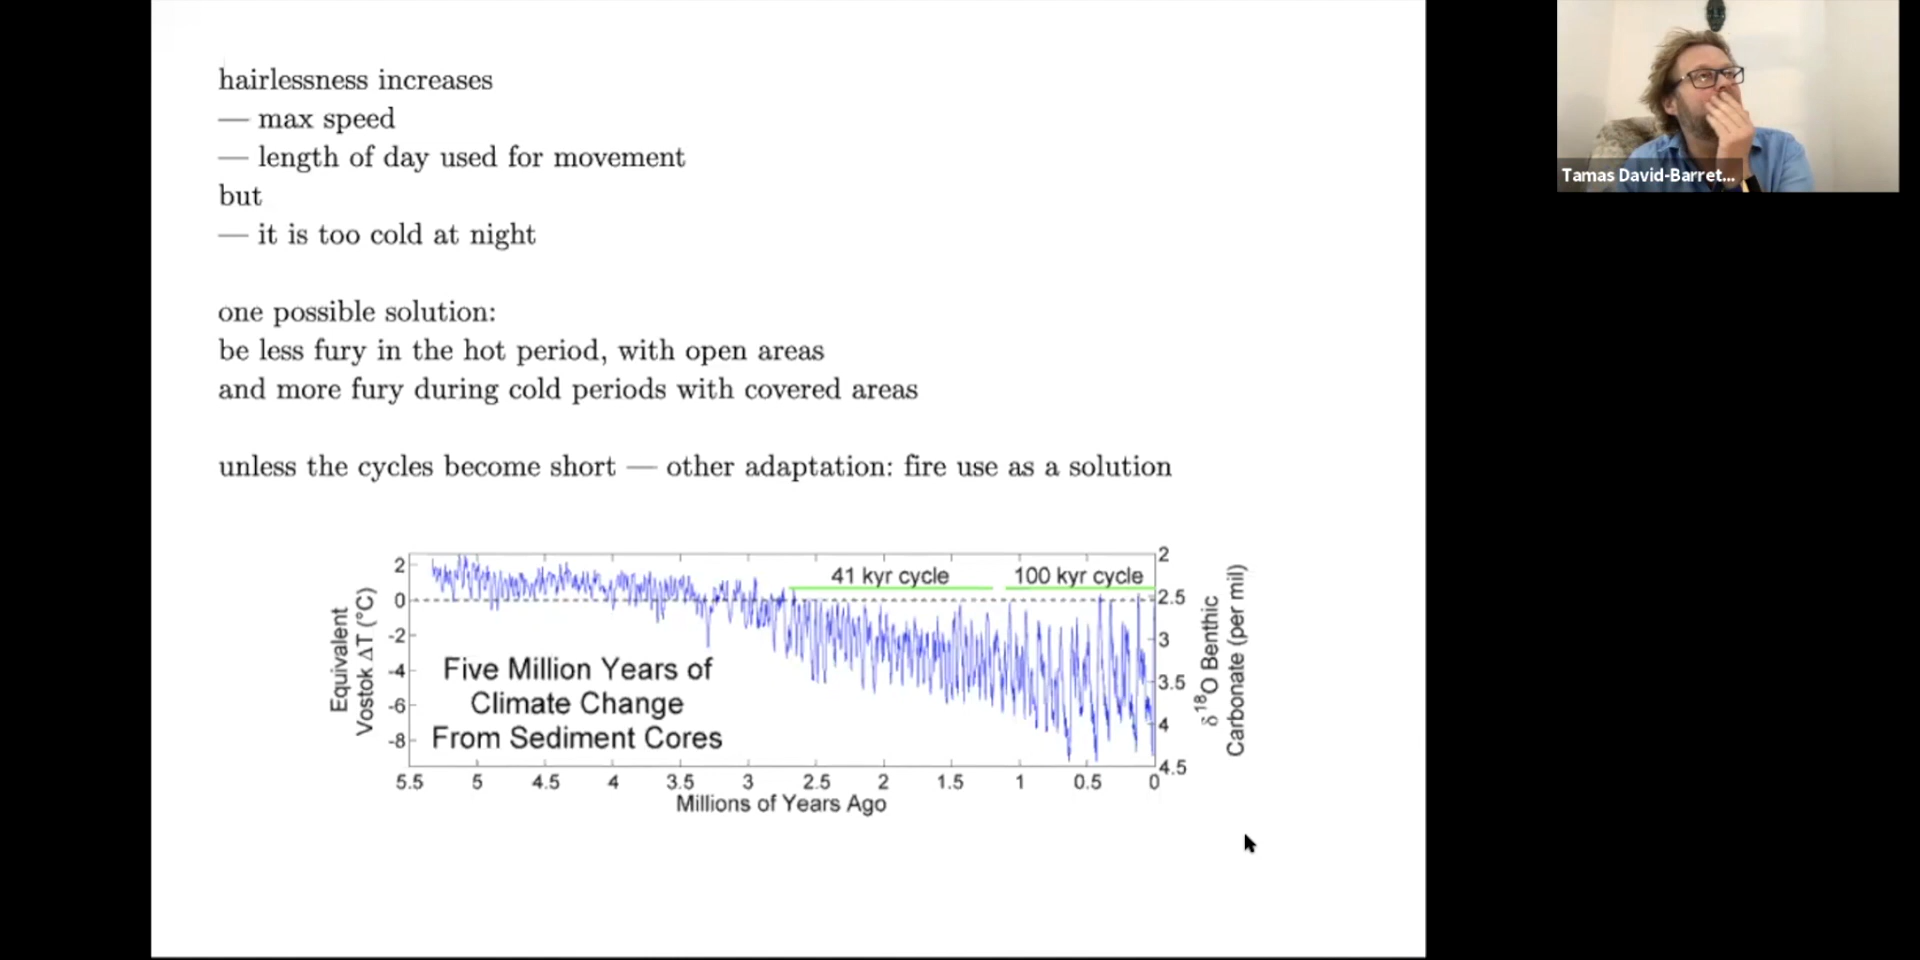 hairlessness increases
— max speed
— length of day used for movement
but
— it is too cold at night
one possible solution:
be less fury in the hot period, with open areas
and more fury during cold periods with covered areas
unless the cycles become short — other adaptation: fire use as a solution
2
0
-2
-4
-6
-8
Equivalent
Vostok ΔT (°C)
41 kyr cycle
100 kyr cycle
Five Million Years of
Climate Change
From Sediment Cores
2
2.5
3
3.5
4
4.5
δ18O Benthic
Carbonate (per mil)
5.5 5 4.5 4 3.5 3 2.5 2 1.5 1 0.5 0
Millions of Years Ago
Tamas David-Barret...